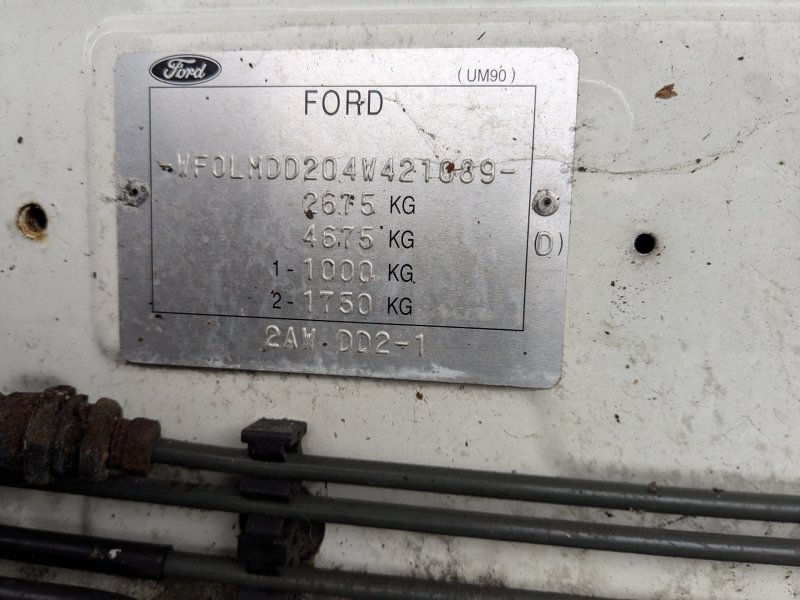 Ford
(UM90)
FORD
-WF0LMDD204W421089-
2675 KG
4675 KG
1-1000 KG
(D)
2-1750 KG
2AW DD2-1